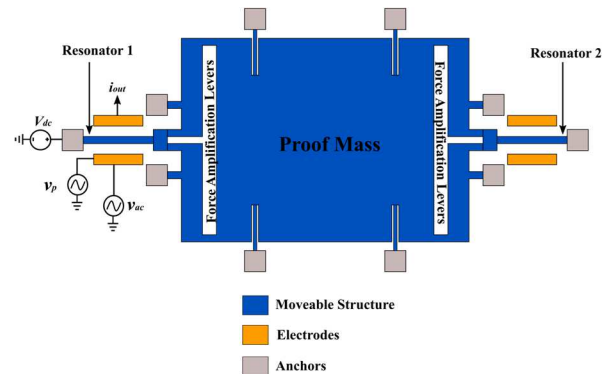 Resonator 1
Resonator 2
i_out
V_dc
Force Amplification Levers
Proof Mass
Force Amplification Levers
v_p
v_ac
Moveable Structure
Electrodes
Anchors